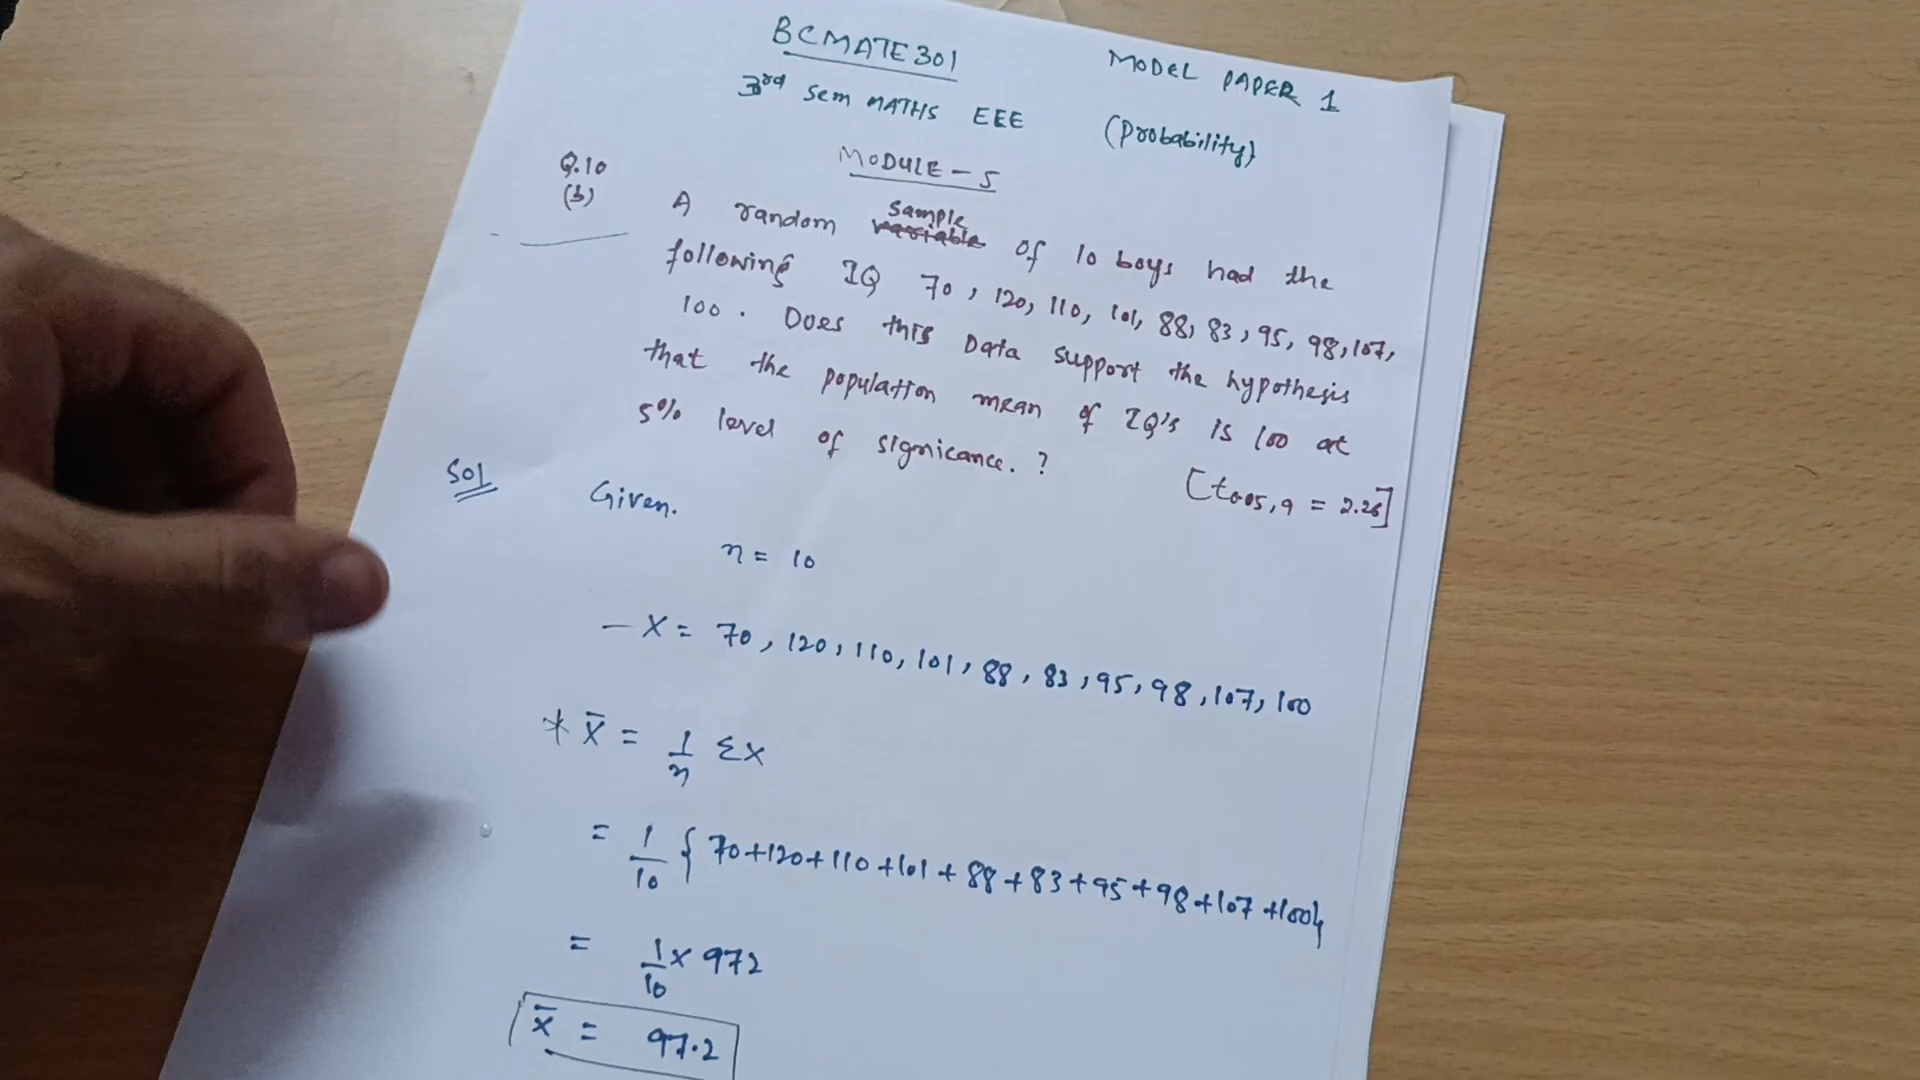 BCMATE301
MODEL PAPER 1
3rd sem MATHS EEE (Probability)
MODULE - 5
Q.10
(b)
A random variable sample of 10 boys had the
following IQ 70, 120, 110, 101, 88, 83, 95, 98, 107,
100. Does this Data support the hypothesis
that the population mean of IQ's is 100 at
5% level of signicance. ?
[t0.05,9 = 2.26]
Sol
Given.
n = 10
- X = 70, 120, 110, 101, 88, 83, 95, 98, 107, 100
* x̄ = 1/n Σx
= 1/10 {70+120+110+101+88+83+95+98+107+100}
= 1/10 x 972
x̄ = 97.2